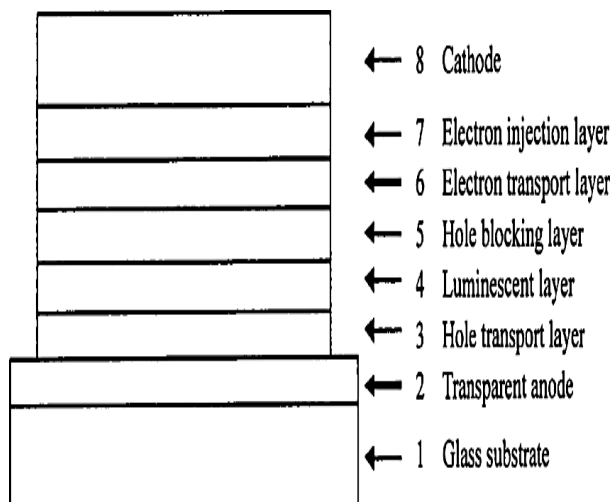 8 Cathode
7 Electron injection layer
6 Electron transport layer
5 Hole blocking layer
4 Luminescent layer
3 Hole transport layer
2 Transparent anode
1 Glass substrate